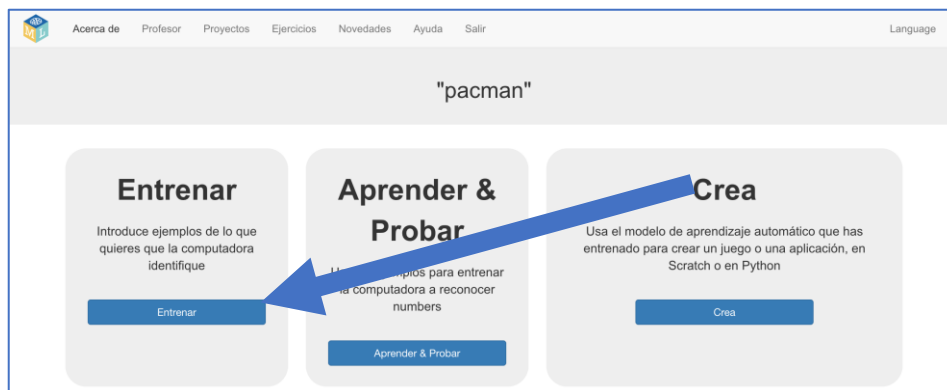 Acerca de Profesor Proyectos Ejercicios Novedades Ayuda Salir Language
"pacman"
Entrenar
Introduce ejemplos de lo que
quieres que la computadora
identifique
Entrenar
Aprender &
Probar
para entrenar
la computadora a reconocer
numbers
Aprender & Probar
Crea
Usa el modelo de aprendizaje automático que has
entrenado para crear un juego o una aplicación, en
Scratch o en Python
Crea